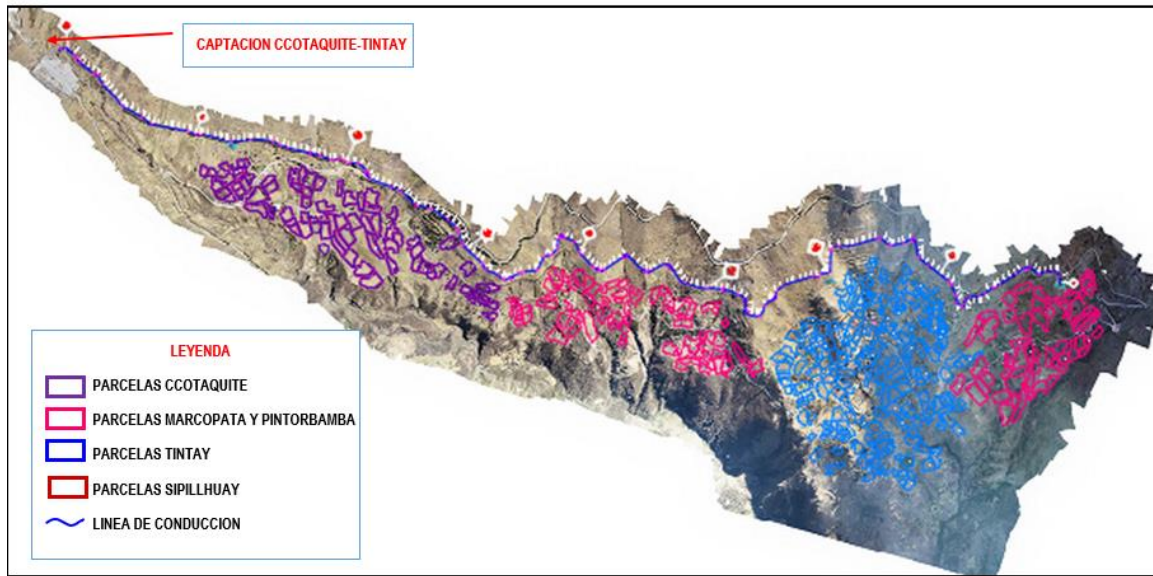 CAPTACION CCOTAQUITE-TINTAY
LEYENDA
PARCELAS CCOTAQUITE
PARCELAS MARCOPATA Y PINTORBAMBA
PARCELAS TINTAY
PARCELAS SIPILLHUAY
LINEA DE CONDUCCION